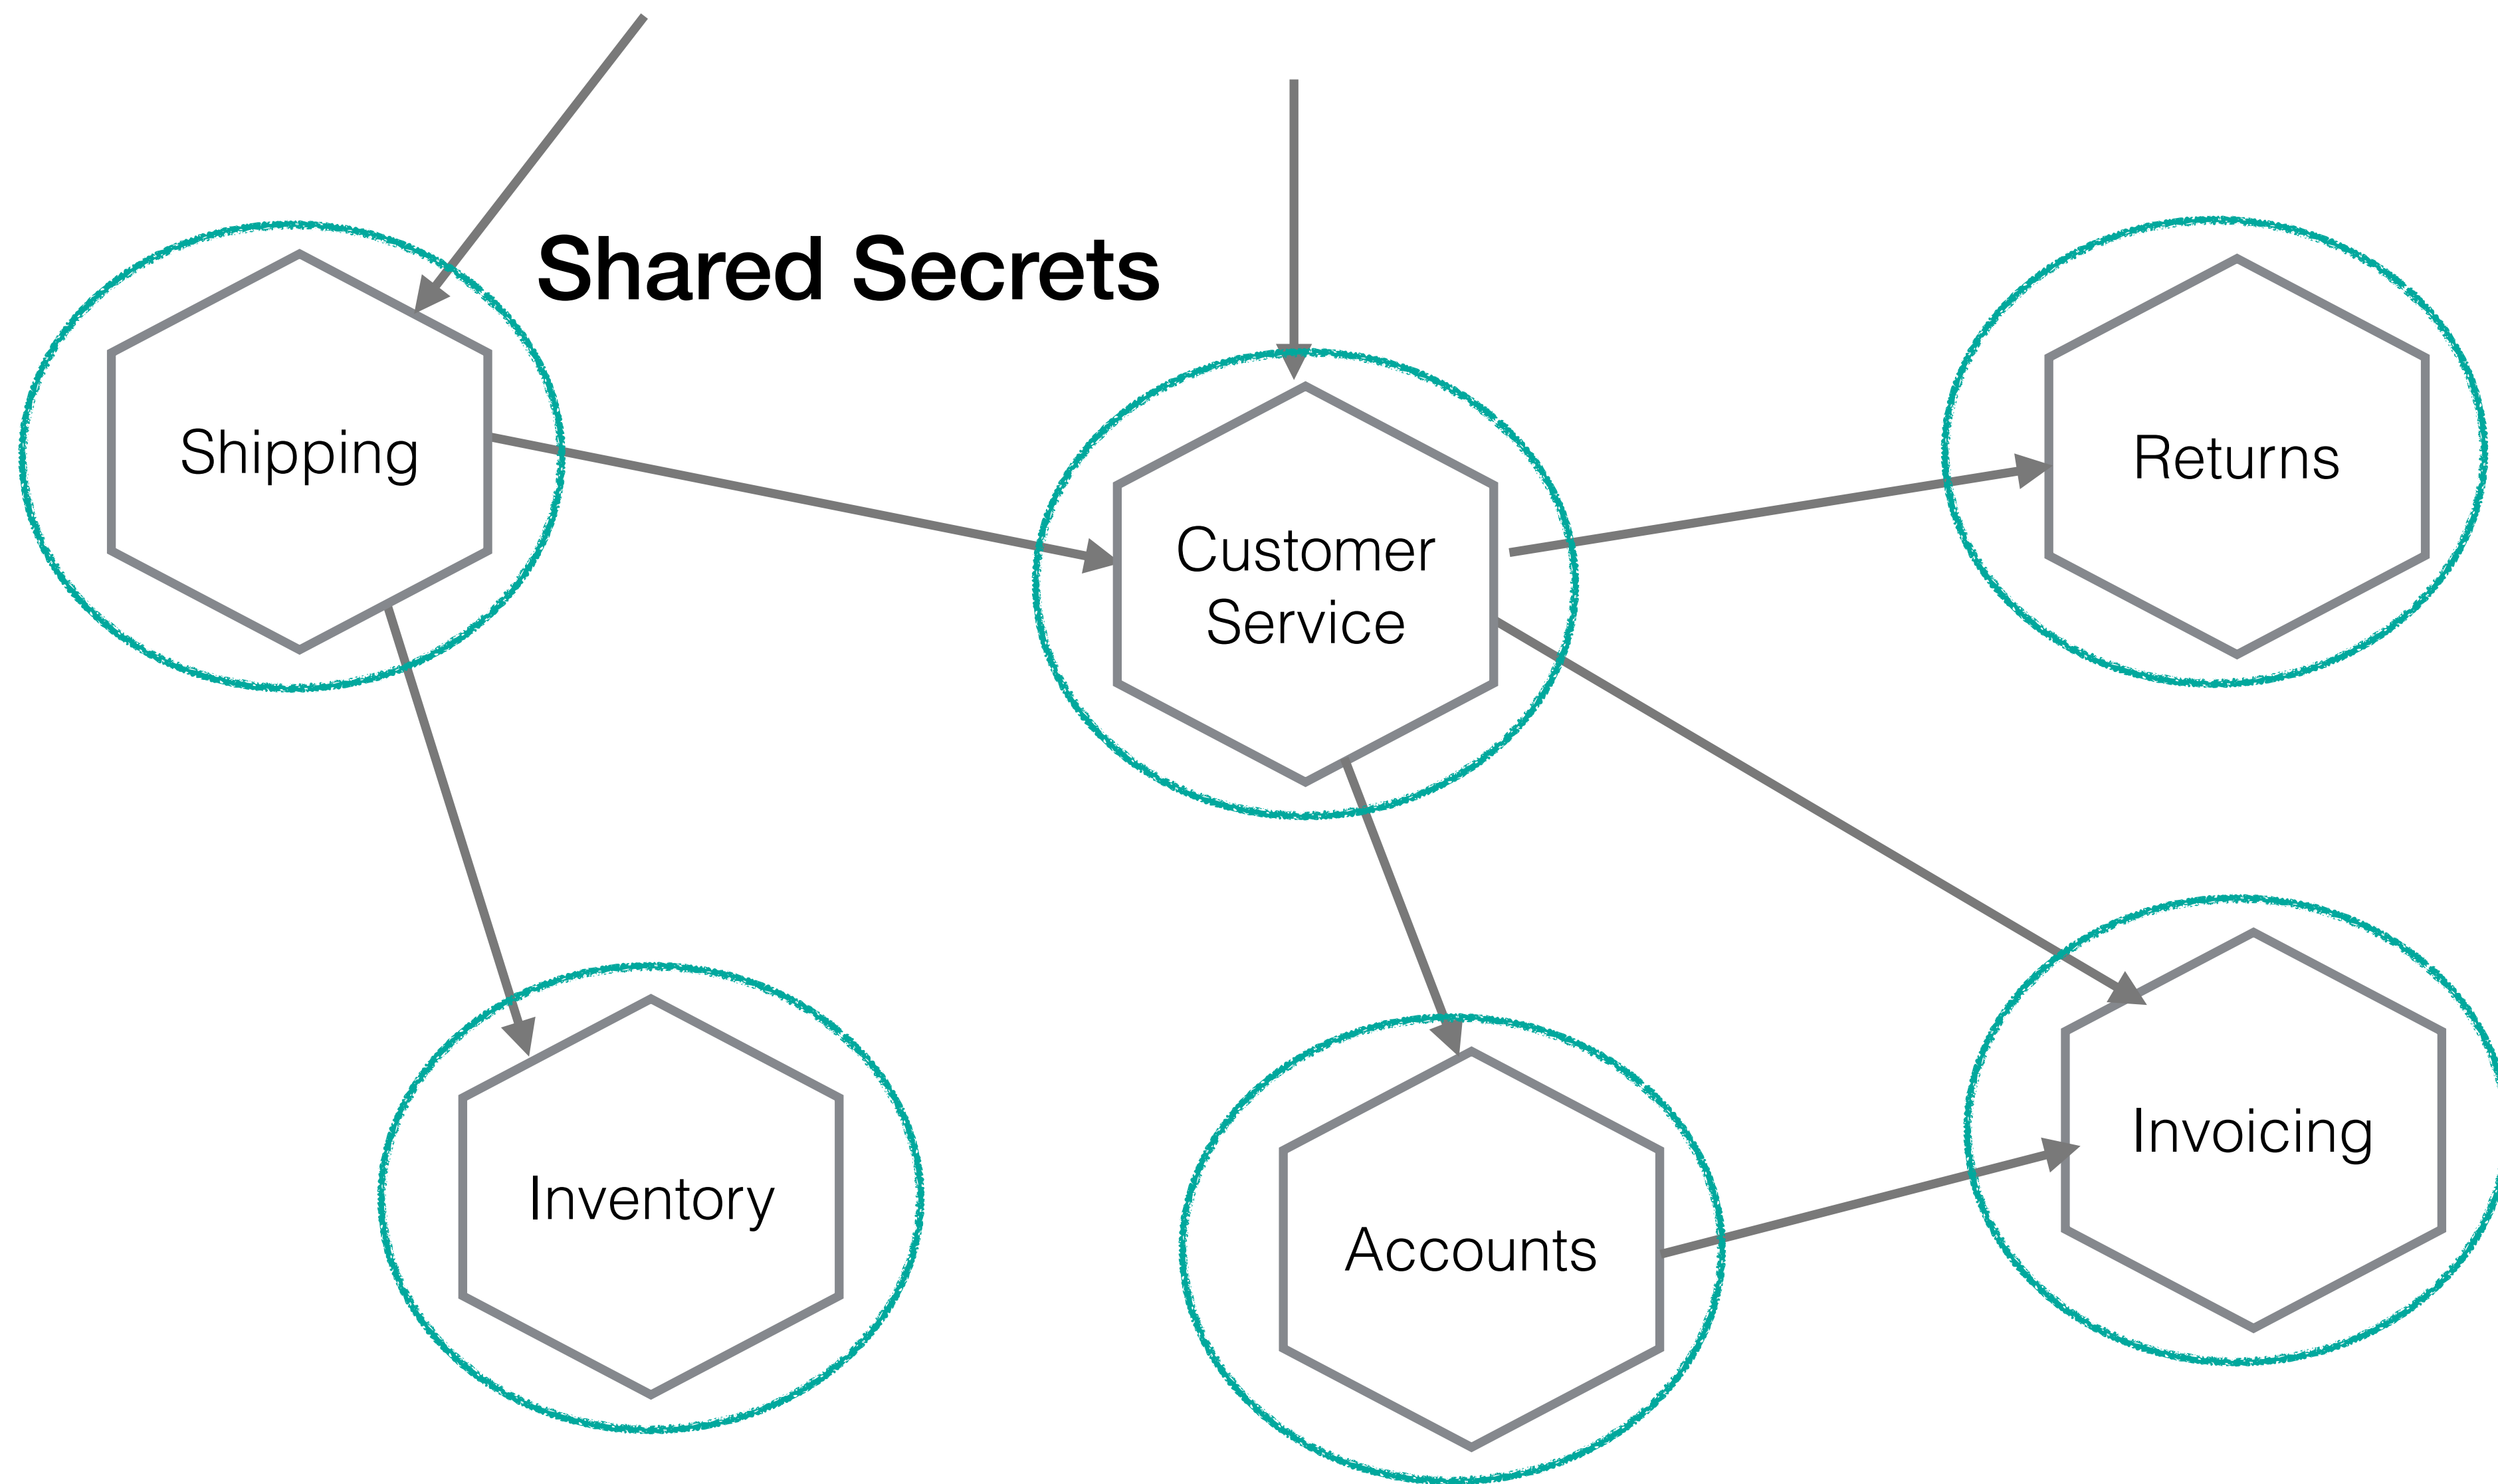 Shared Secrets
Shipping
Customer
Service
Returns
Inventory
Accounts
Invoicing